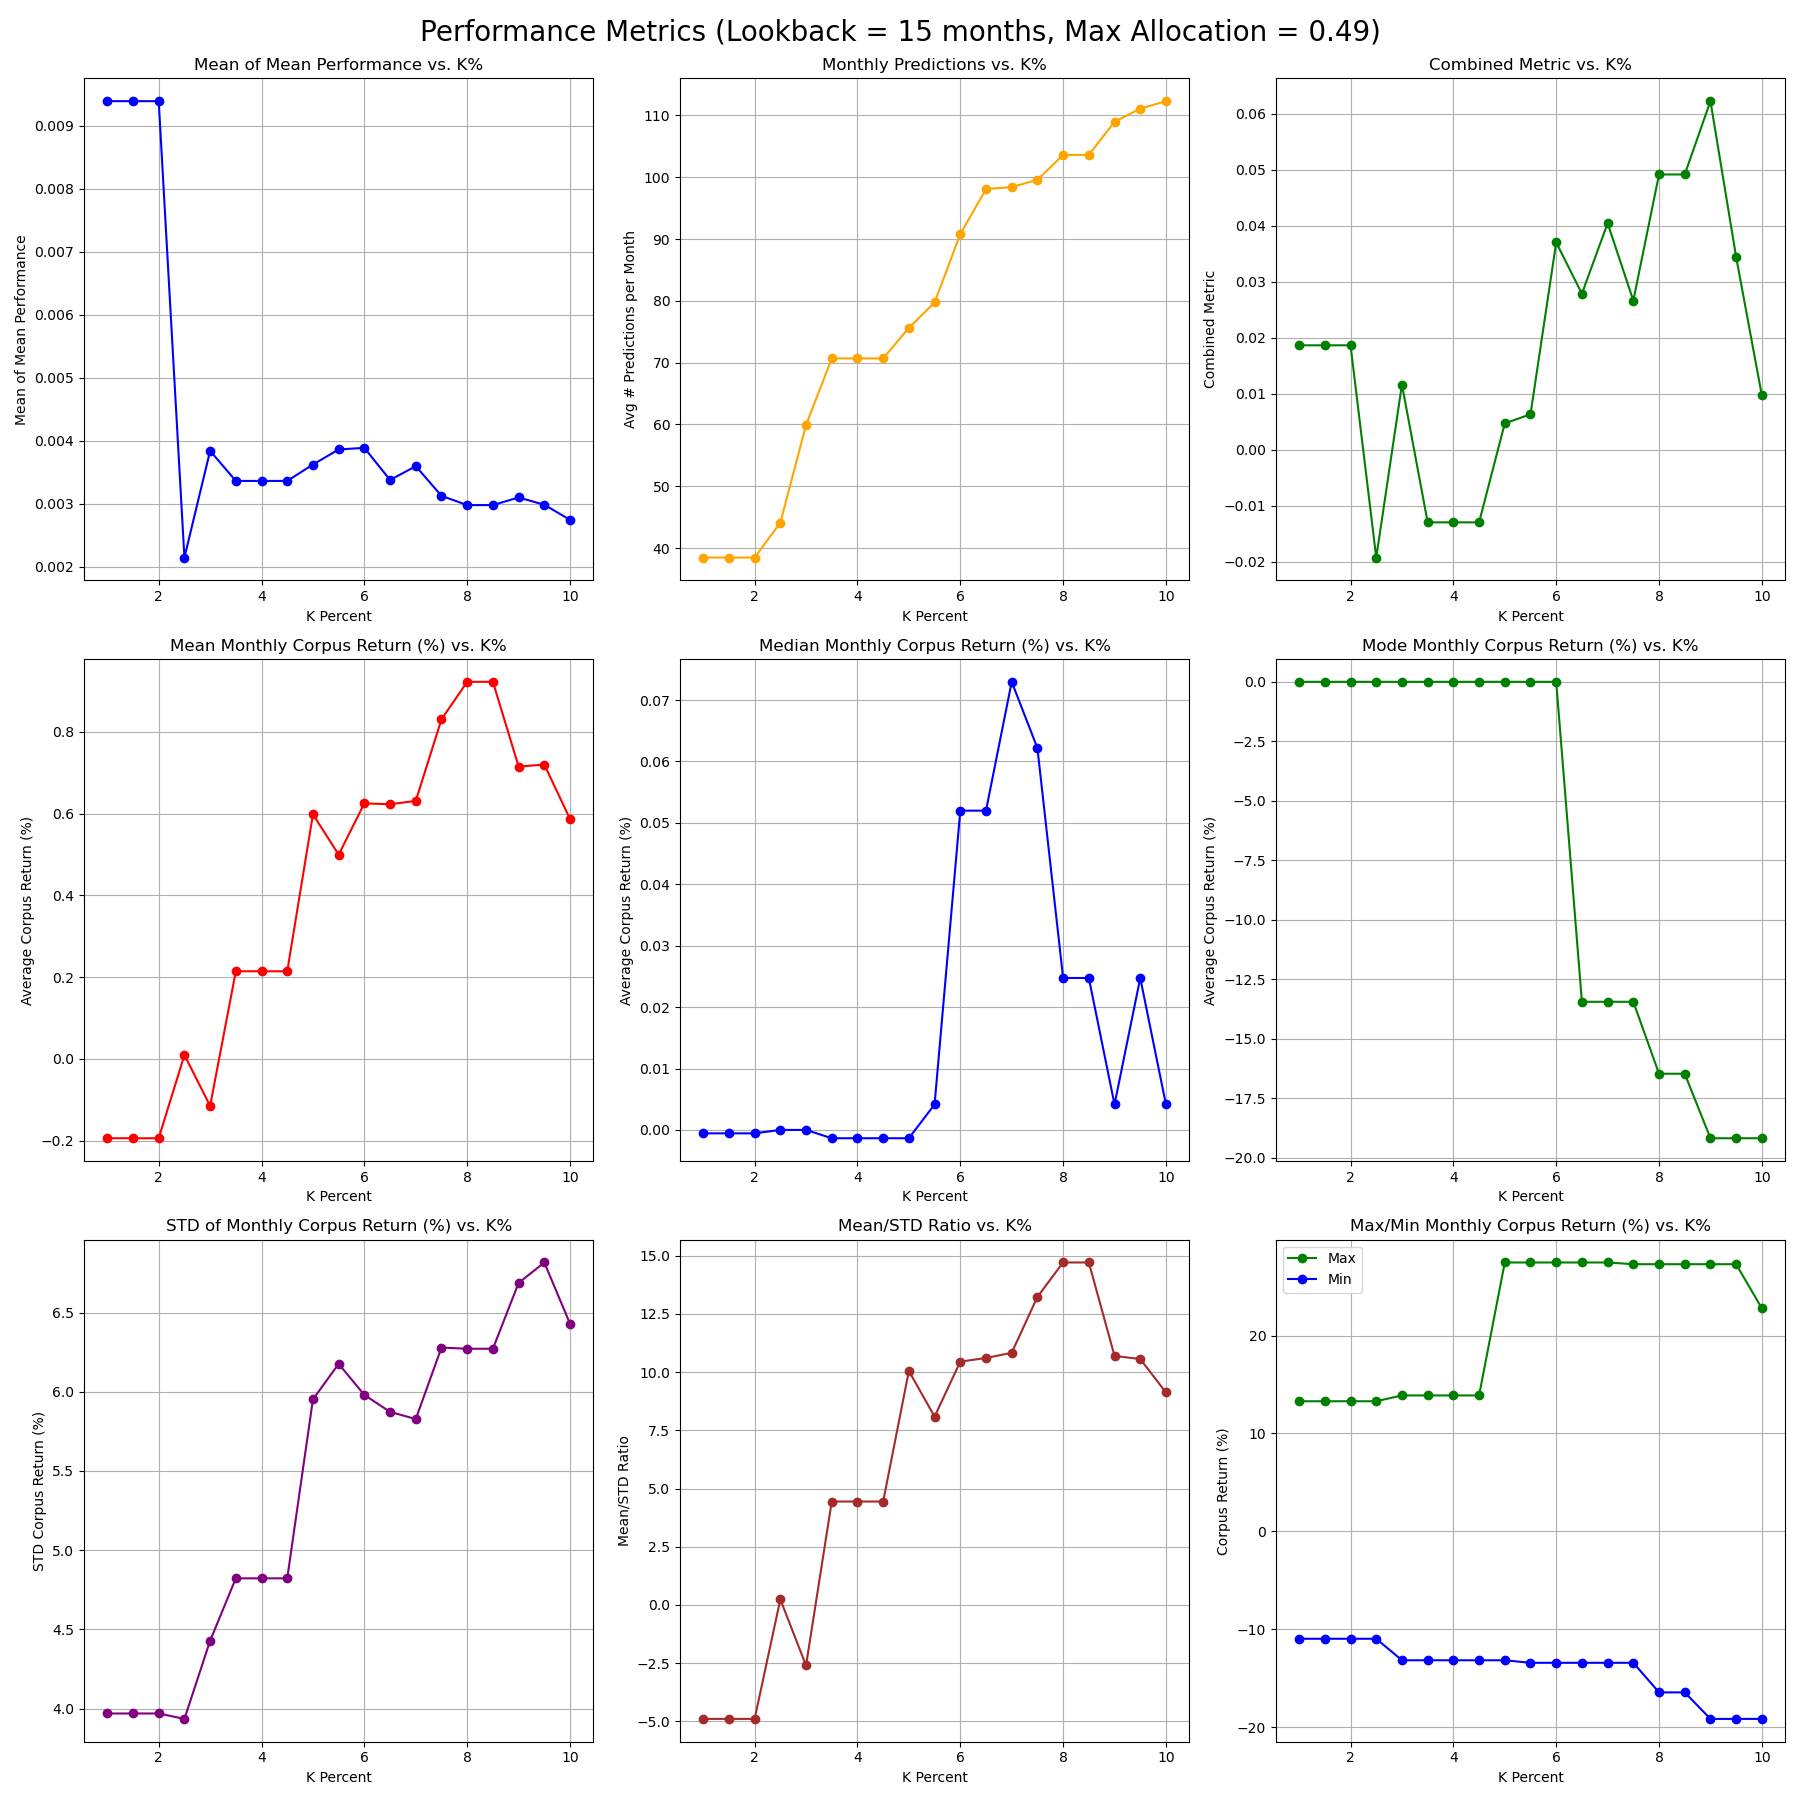 Performance Metrics (Lookback = 15 months, Max Allocation = 0.49)
Mean of Mean Performance vs. K%
Mean of Mean Performance
0.009
0.008
0.007
0.006
0.005
0.004
0.003
0.002
2 4 6 8 10
K Percent
Monthly Predictions vs. K%
Avg # Predictions per Month
110
100
90
80
70
60
50
40
2 4 6 8 10
K Percent
Combined Metric vs. K%
Combined Metric
0.06
0.05
0.04
0.03
0.02
0.01
0.00
−0.01
−0.02
2 4 6 8 10
K Percent
Mean Monthly Corpus Return (%) vs. K%
Average Corpus Return (%)
0.8
0.6
0.4
0.2
0.0
−0.2
2 4 6 8 10
K Percent
Median Monthly Corpus Return (%) vs. K%
Average Corpus Return (%)
0.07
0.06
0.05
0.04
0.03
0.02
0.01
0.00
2 4 6 8 10
K Percent
Mode Monthly Corpus Return (%) vs. K%
Average Corpus Return (%)
0.0
−2.5
−5.0
−7.5
−10.0
−12.5
−15.0
−17.5
−20.0
2 4 6 8 10
K Percent
STD of Monthly Corpus Return (%) vs. K%
STD Corpus Return (%)
6.5
6.0
5.5
5.0
4.5
4.0
2 4 6 8 10
K Percent
Mean/STD Ratio vs. K%
Mean/STD Ratio
15.0
12.5
10.0
7.5
5.0
2.5
0.0
−2.5
−5.0
2 4 6 8 10
K Percent
Max/Min Monthly Corpus Return (%) vs. K%
Max
Min
Corpus Return (%)
20
10
0
−10
−20
2 4 6 8 10
K Percent